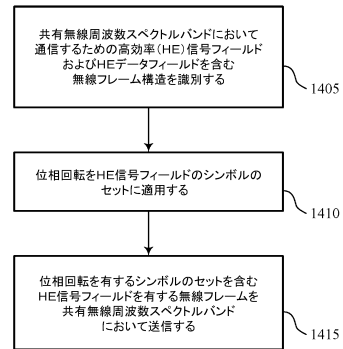 共有無線周波数スペクトルバンドにおいて
通信するための高効率(HE)信号フィールド
およびHEデータフィールドを含む
無線フレーム構造を識別する
1405
位相回転をHE信号フィールドのシンボルの
セットに適用する
1410
位相回転を有するシンボルのセットを含む
HE信号フィールドを有する無線フレームを
共有無線周波数スペクトルバンド
において送信する
1415